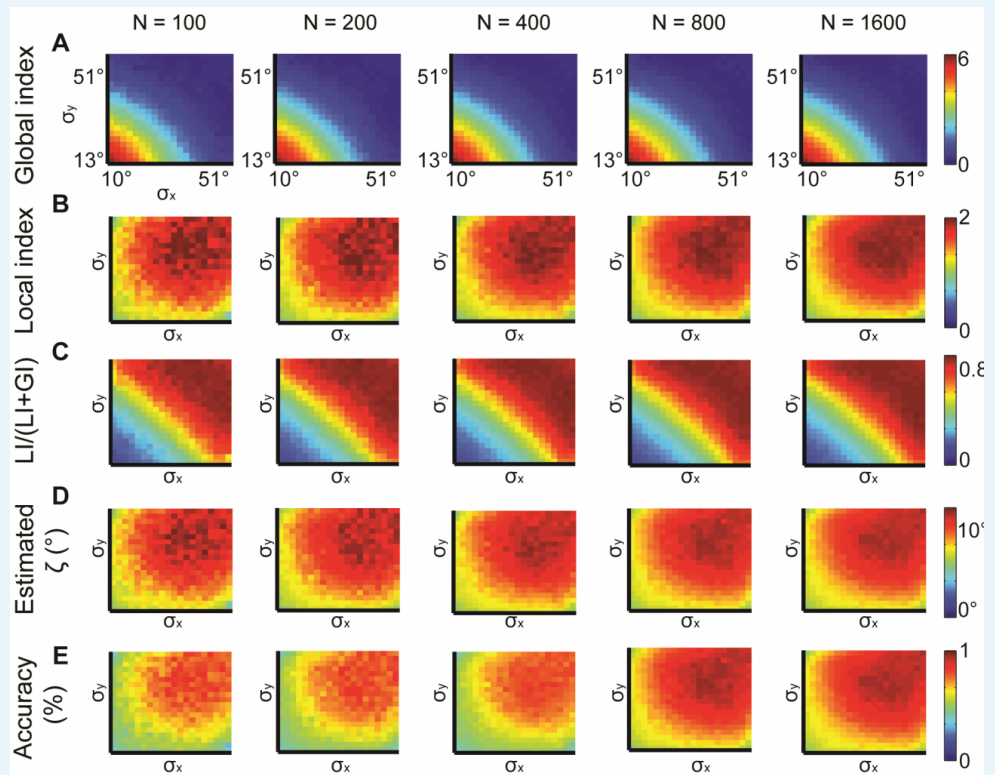 N = 100 N = 200 N = 400 N = 800 N = 1600
A
Global index
σy
51° 51° 51° 51° 51°
13° 13° 13° 13° 13°
10° 51° 10° 51° 10° 51° 10° 51° 10° 51°
σx
6
0
B
Local index
σy σy σy σy σy
σx σx σx σx σx
2
0
C
LI/(LI+GI)
σy σy σy σy σy
σx σx σx σx σx
0.8
0
D
Estimated
ζ (°)
σy σy σy σy σy
σx σx σx σx σx
10°
0°
E
Accuracy
(%)
σy σy σy σy σy
σx σx σx σx σx
1
0